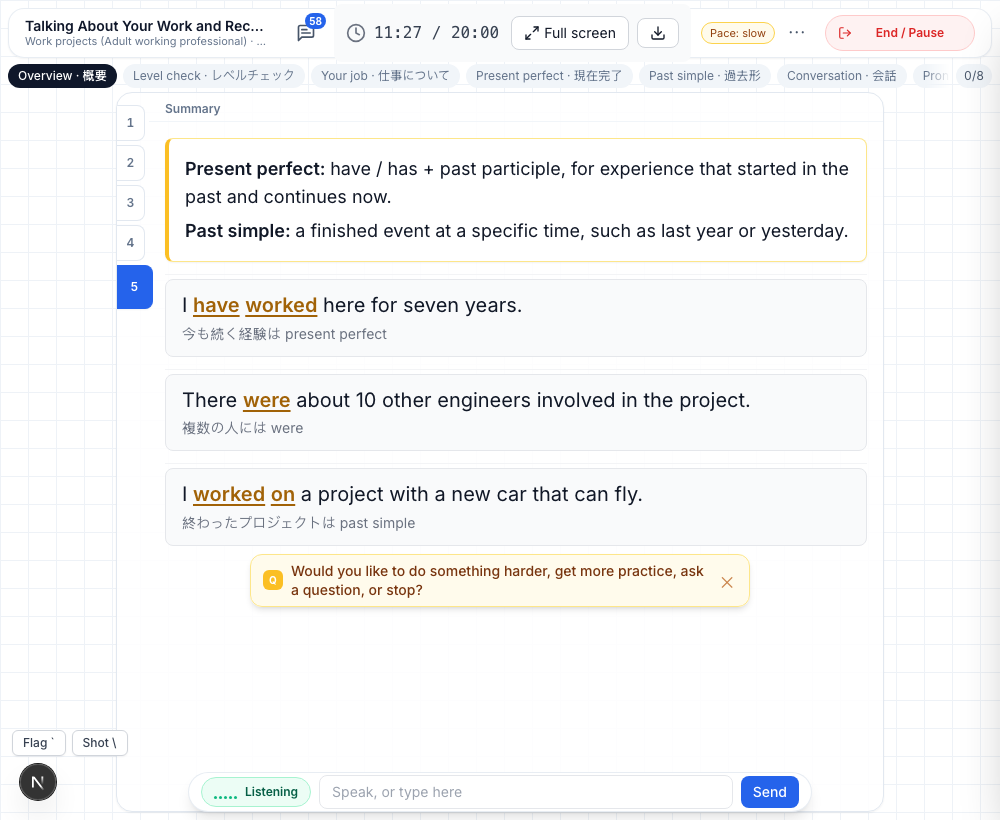 Talking About Your Work and Rec...
Work projects (Adult working professional) · ...
58
11:27 / 20:00
Full screen
Pace: slow
...
End / Pause
Overview · 概要
Level check · レベルチェック
Your job · 仕事について
Present perfect · 現在完了
Past simple · 過去形
Conversation · 会話
Pron
0/8
1
2
3
4
5
Summary
Present perfect: have / has + past participle, for experience that started in the
past and continues now.
Past simple: a finished event at a specific time, such as last year or yesterday.
I have worked here for seven years.
今も続く経験は present perfect
There were about 10 other engineers involved in the project.
複数の人には were
I worked on a project with a new car that can fly.
終わったプロジェクトは past simple
Q
Would you like to do something harder, get more practice, ask
a question, or stop?
Flag `
Shot \
N
Listening
Speak, or type here
Send